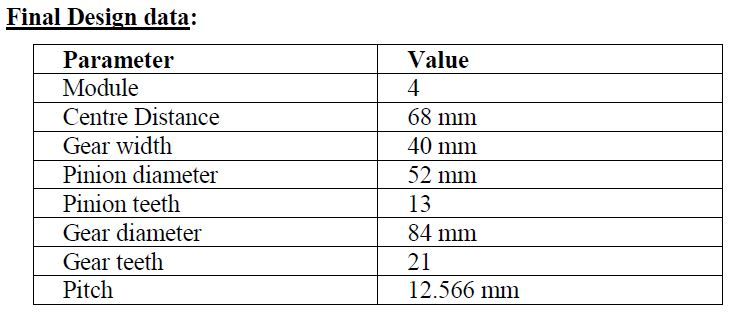 Final Design data:
Parameter Value
Module 4
Centre Distance 68 mm
Gear width 40 mm
Pinion diameter 52 mm
Pinion teeth 13
Gear diameter 84 mm
Gear teeth 21
Pitch 12.566 mm